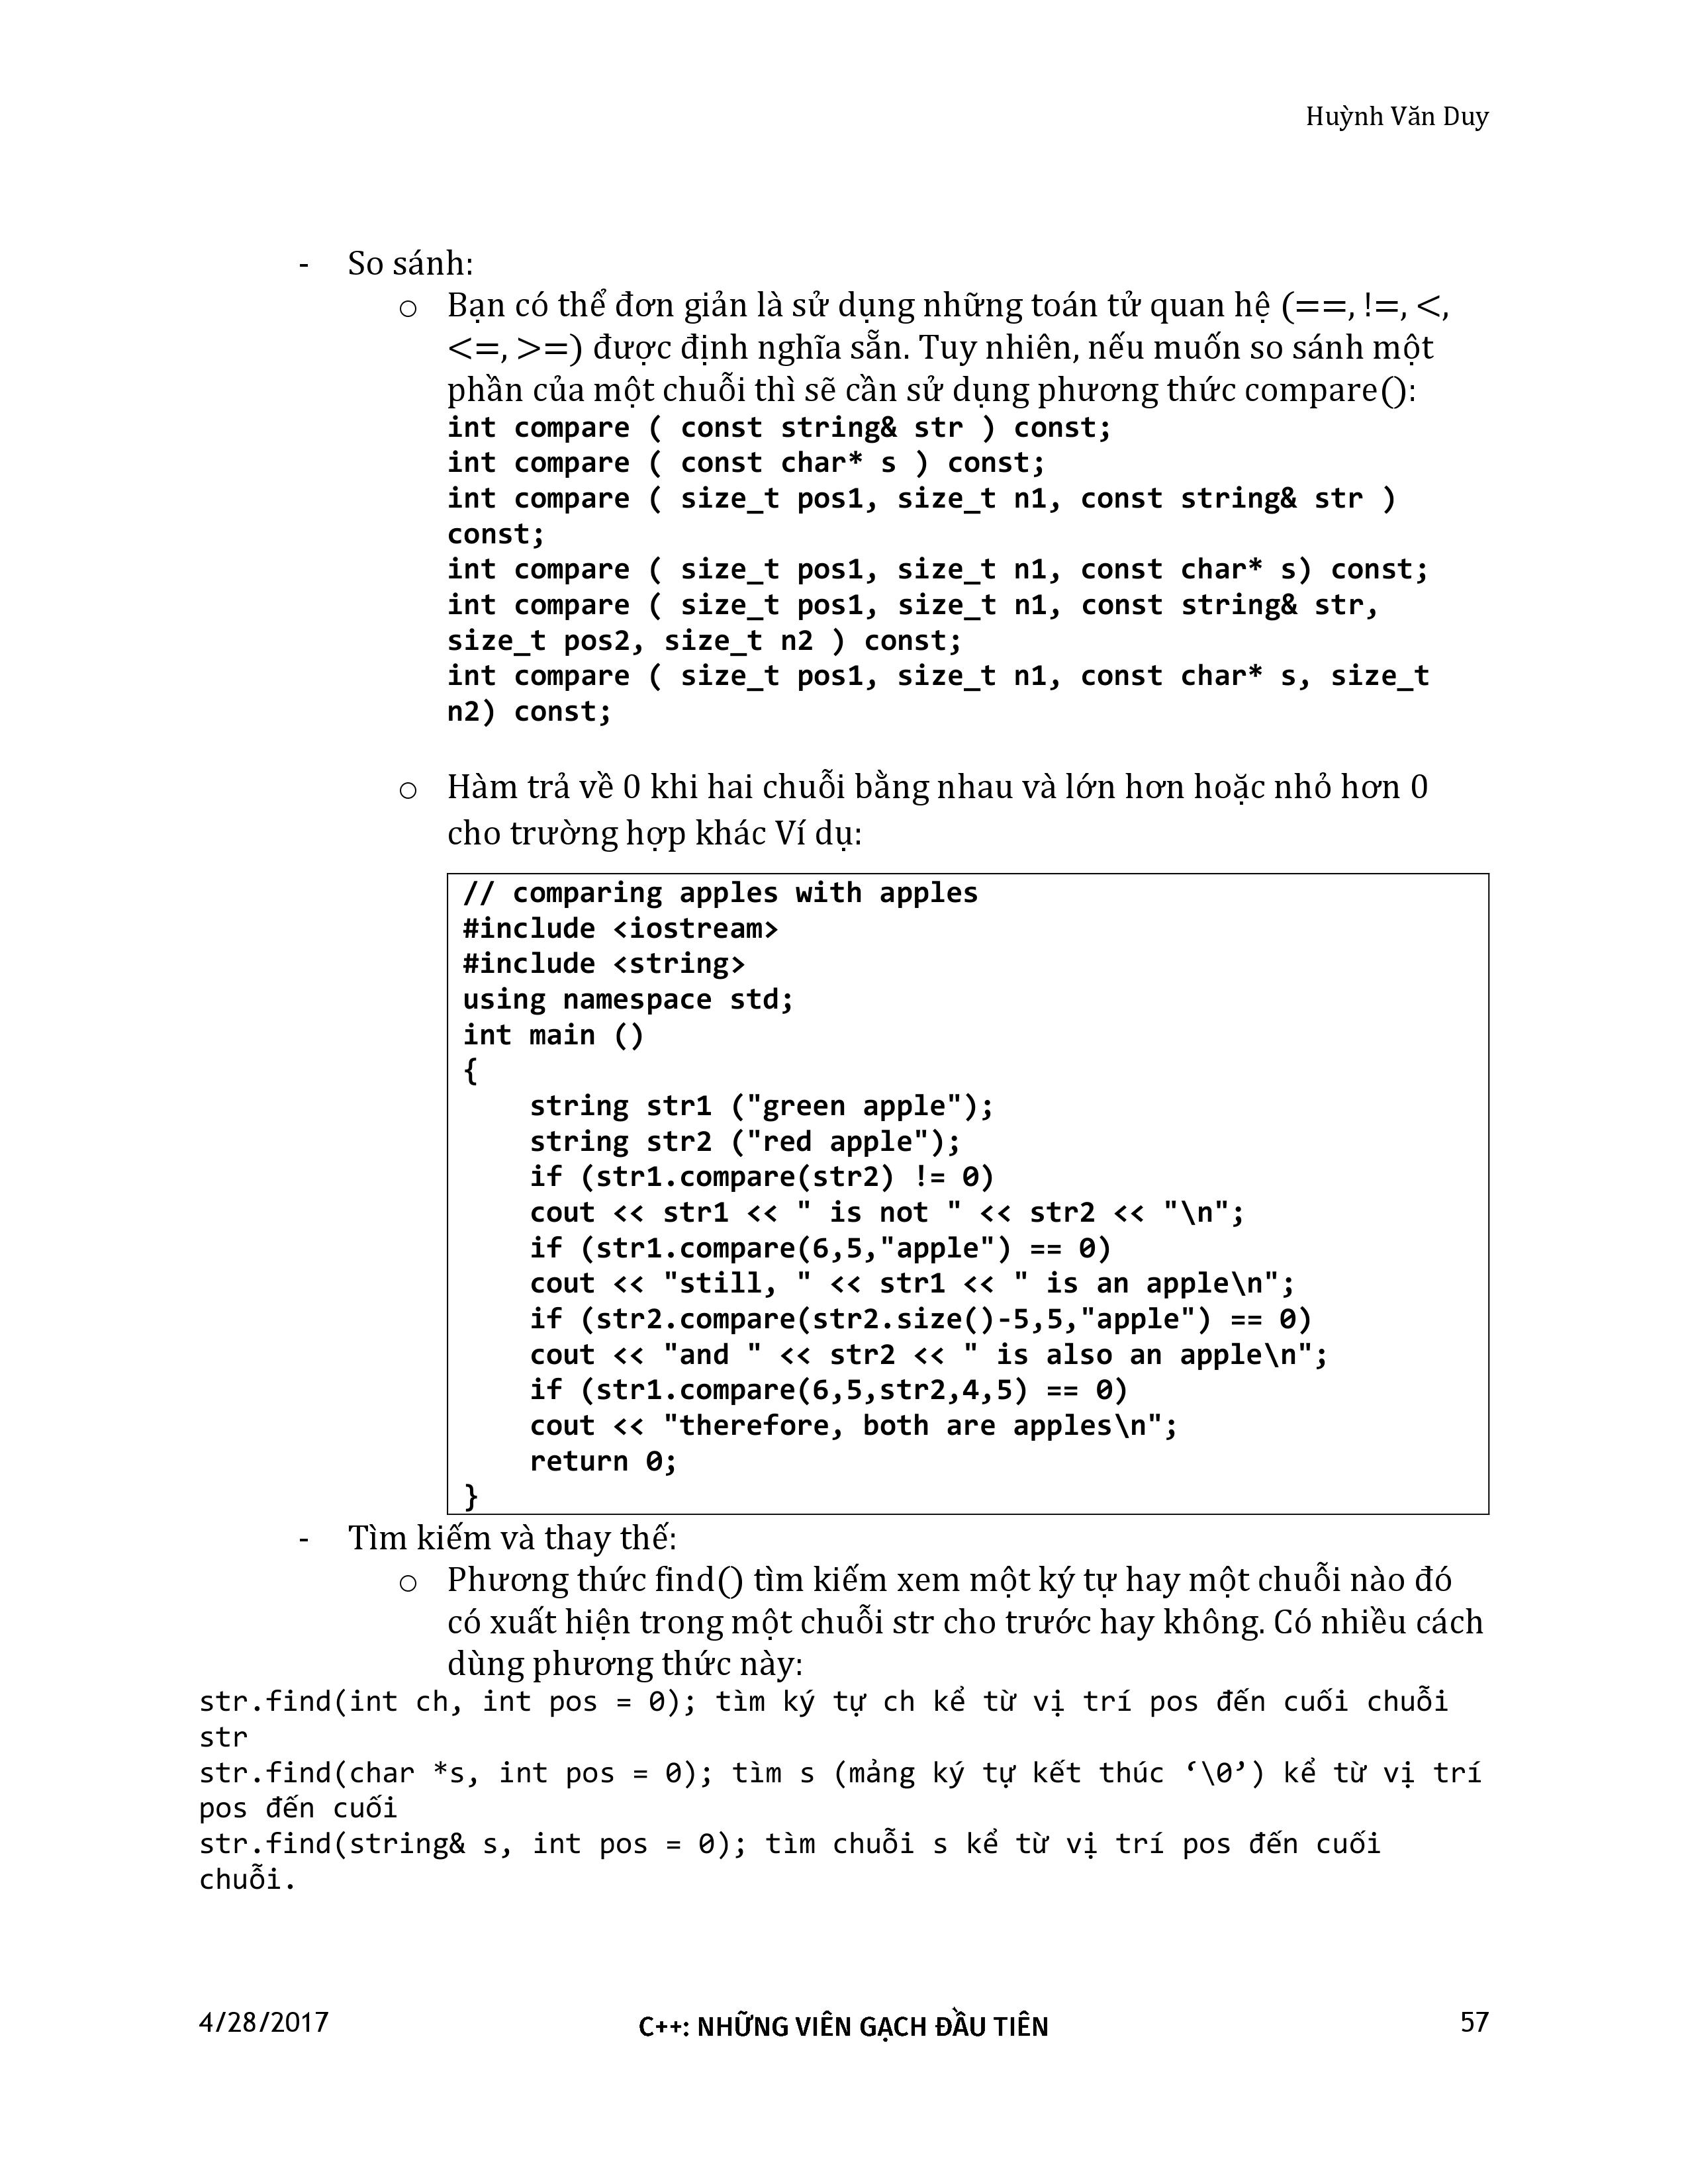 Huỳnh Văn Duy
- So sánh:
o Bạn có thể đơn giản là sử dụng những toán tử quan hệ (==, !=, <,
<=, >=) được định nghĩa sẵn. Tuy nhiên, nếu muốn so sánh một
phần của một chuỗi thì sẽ cần sử dụng phương thức compare():
int compare ( const string& str ) const;
int compare ( const char* s ) const;
int compare ( size_t pos1, size_t n1, const string& str )
const;
int compare ( size_t pos1, size_t n1, const char* s) const;
int compare ( size_t pos1, size_t n1, const string& str,
size_t pos2, size_t n2 ) const;
int compare ( size_t pos1, size_t n1, const char* s, size_t
n2) const;
o Hàm trả về 0 khi hai chuỗi bằng nhau và lớn hơn hoặc nhỏ hơn 0
cho trường hợp khác Ví dụ:
// comparing apples with apples
#include <iostream>
#include <string>
using namespace std;
int main ()
{
    string str1 ("green apple");
    string str2 ("red apple");
    if (str1.compare(str2) != 0)
    cout << str1 << " is not " << str2 << "\n";
    if (str1.compare(6,5,"apple") == 0)
    cout << "still, " << str1 << " is an apple\n";
    if (str2.compare(str2.size()-5,5,"apple") == 0)
    cout << "and " << str2 << " is also an apple\n";
    if (str1.compare(6,5,str2,4,5) == 0)
    cout << "therefore, both are apples\n";
    return 0;
}
- Tìm kiếm và thay thế:
o Phương thức find() tìm kiếm xem một ký tự hay một chuỗi nào đó
có xuất hiện trong một chuỗi str cho trước hay không. Có nhiều cách
dùng phương thức này:
str.find(int ch, int pos = 0); tìm ký tự ch kể từ vị trí pos đến cuối chuỗi
str
str.find(char *s, int pos = 0); tìm s (mảng ký tự kết thúc ‘\0’) kể từ vị trí
pos đến cuối
str.find(string& s, int pos = 0); tìm chuỗi s kể từ vị trí pos đến cuối
chuỗi.
4/28/2017 C++: NHỮNG VIÊN GẠCH ĐẦU TIÊN 57